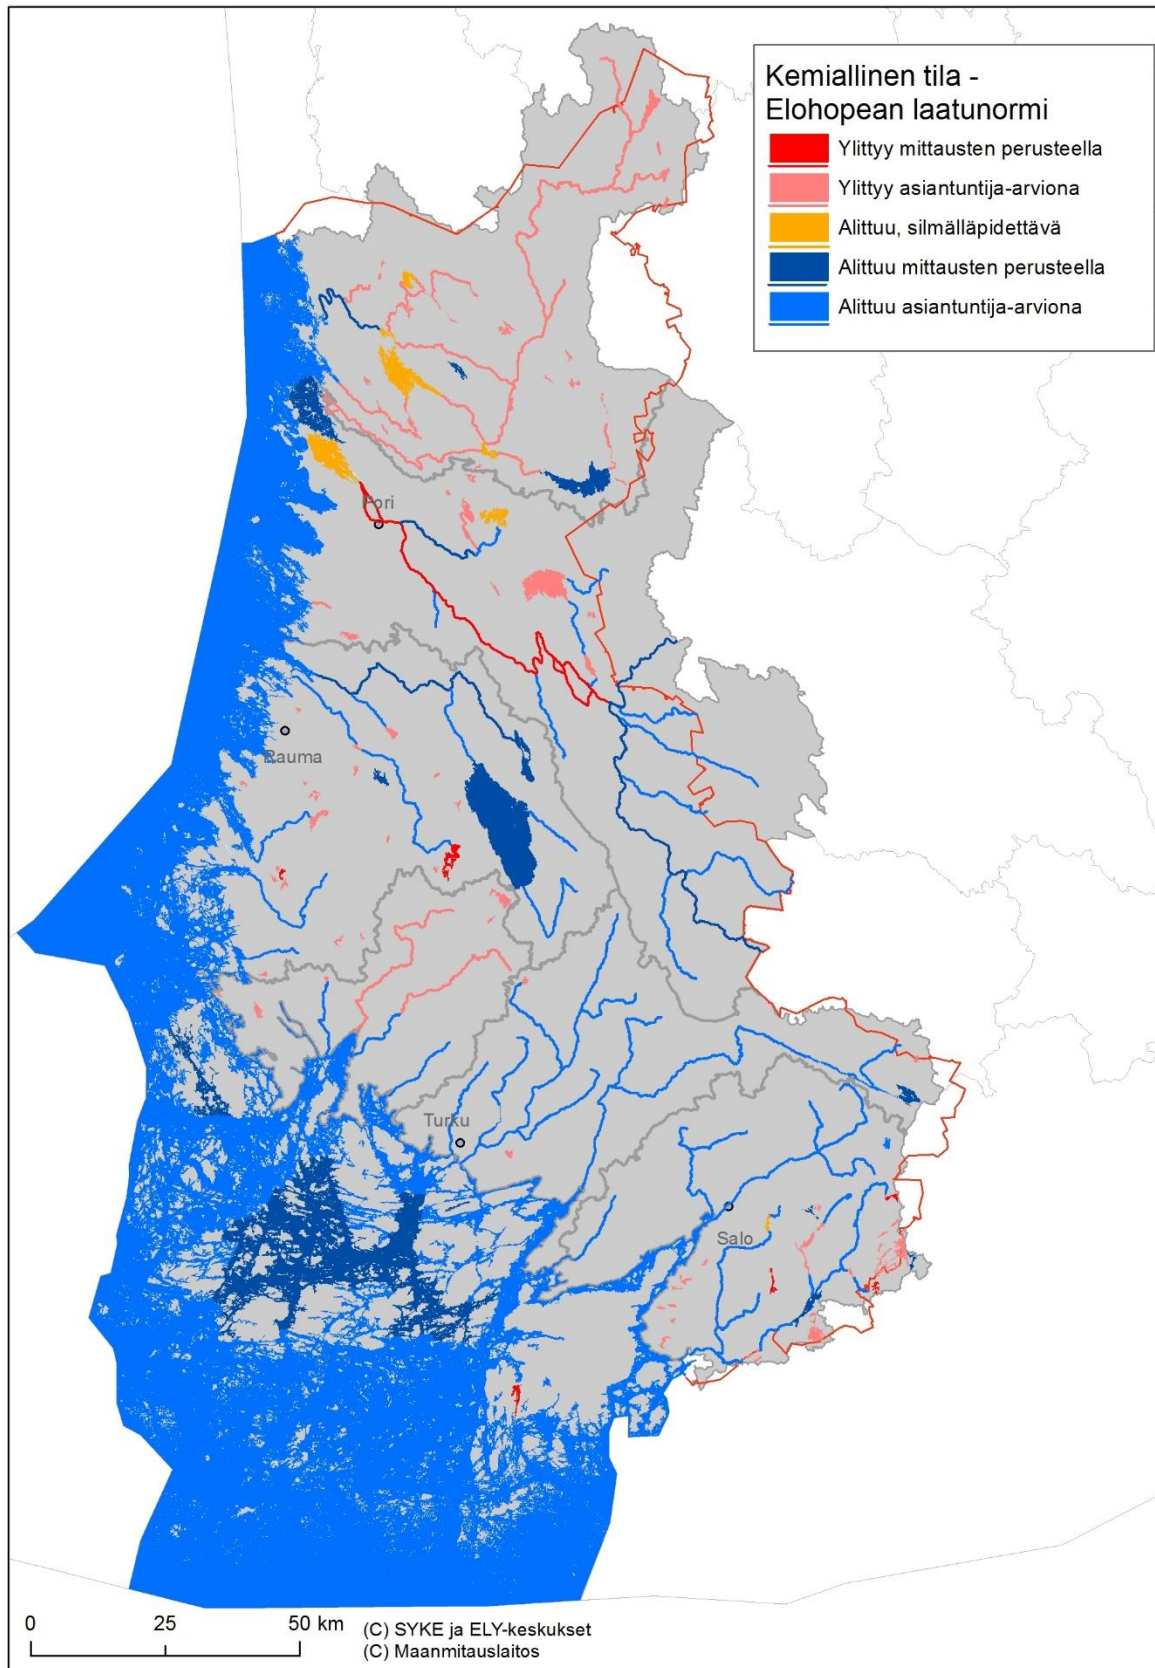 Kemiallinen tila -
Elohopean laatunormi
Ylittyy mittausten perusteella
Ylittyy asiantuntija-arviona
Alittuu, silmälläpidettävä
Alittuu mittausten perusteella
Alittuu asiantuntija-arviona
Pori
Rauma
Turku
Salo
0 25 50 km
(C) SYKE ja ELY-keskukset
(C) Maanmitauslaitos